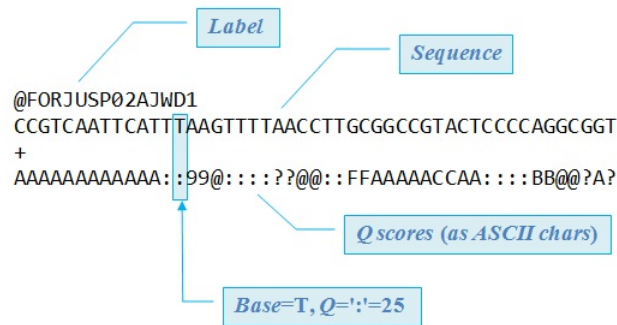 Label
Sequence
@FORJUSP02AJWD1
CCGTCAATTCATTTAAGTTTTAACCTTGCGGCCGTACTCCCCAGGCGGT
+
AAAAAAAAAAAA::99@::::??@@::FFAAAAACCAA::::BB@@?A?
Q scores (as ASCII chars)
Base=T, Q=':'=25